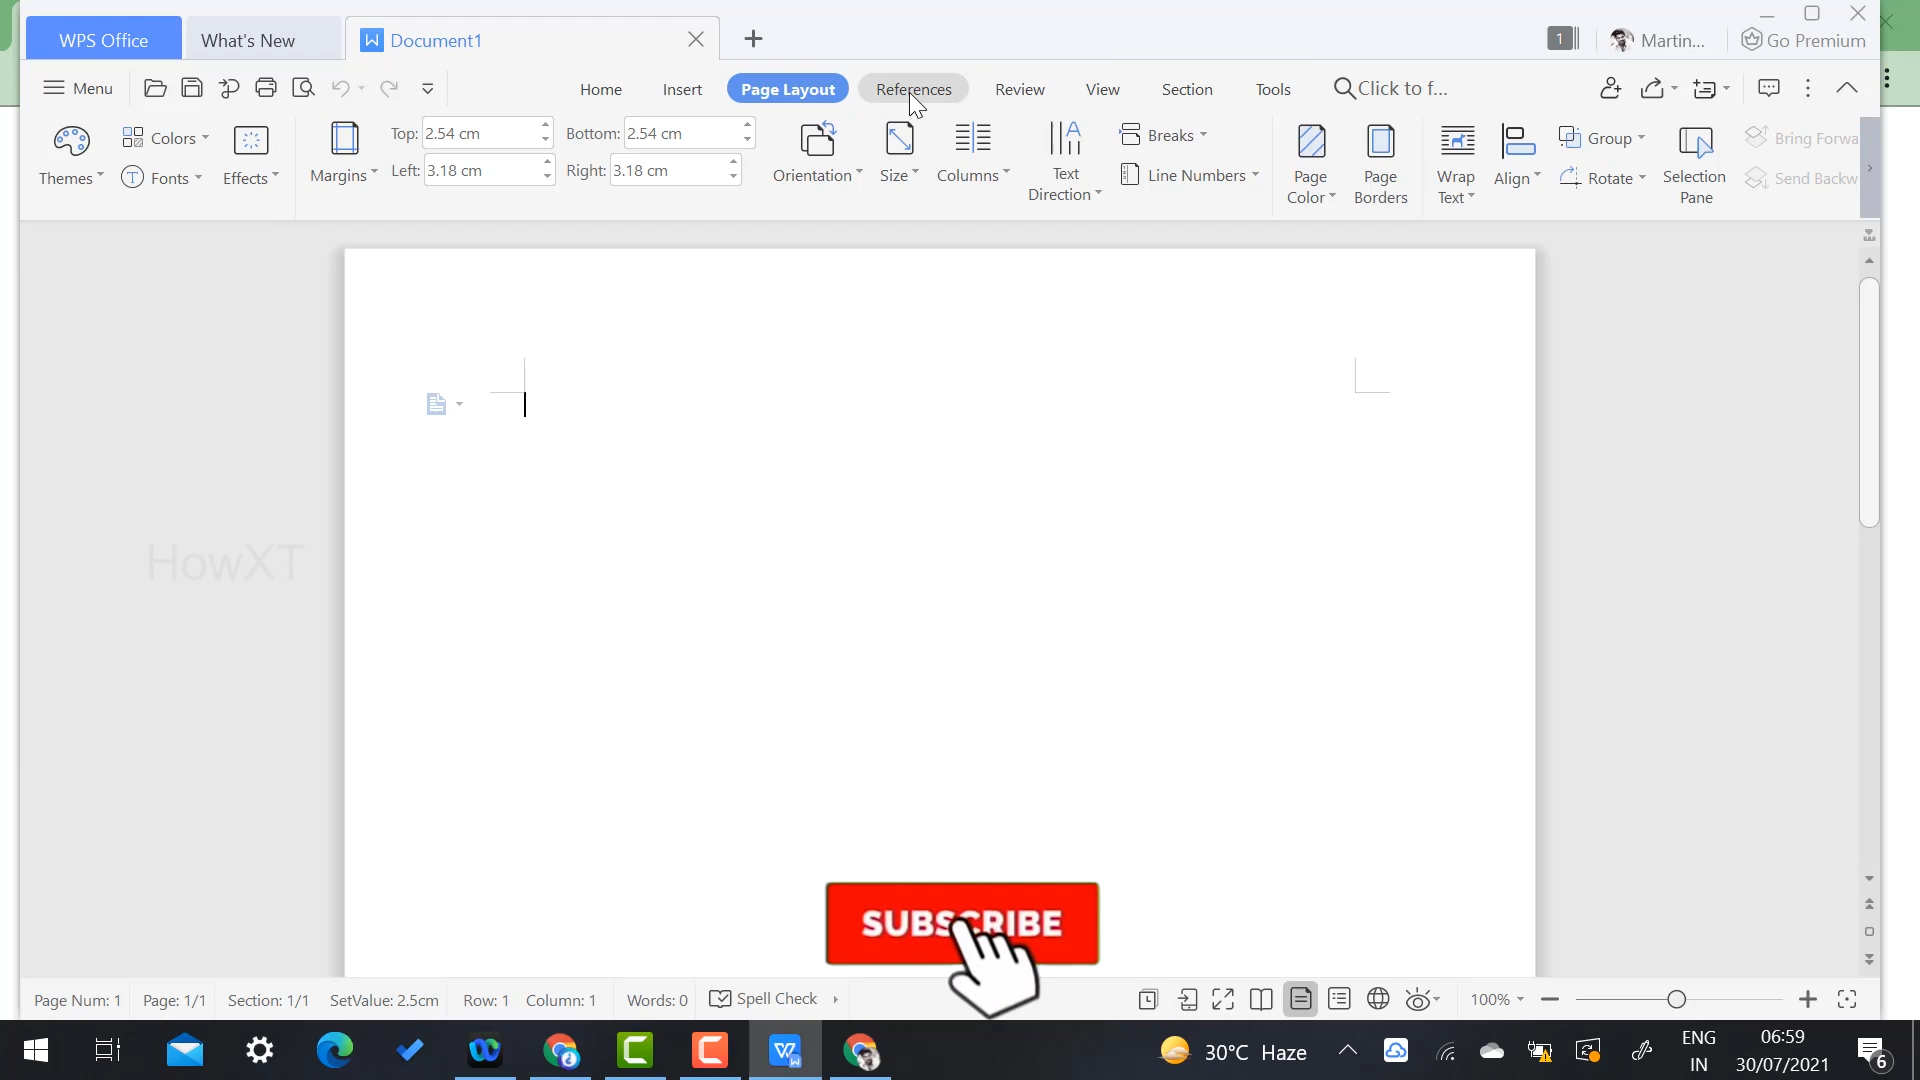 WPS Office
What's New
Document1
1
Martin...
Go Premium
Menu
Home
Insert
Page Layout
References
Review
View
Section
Tools
Click to f...
Themes
Colors
Fonts
Effects
Margins
Top: 2.54 cm
Bottom: 2.54 cm
Left: 3.18 cm
Right: 3.18 cm
Orientation
Size
Columns
Text
Direction
Breaks
Line Numbers
Page
Color
Page
Borders
Wrap
Text
Align
Group
Rotate
Selection
Pane
Bring Forwa
Send Backw
HowXT
SUBSCRIBE
Page Num: 1
Page: 1/1
Section: 1/1
SetValue: 2.5cm
Row: 1
Column: 1
Words: 0
Spell Check
100%
30°C Haze
ENG
IN
06:59
30/07/2021
6